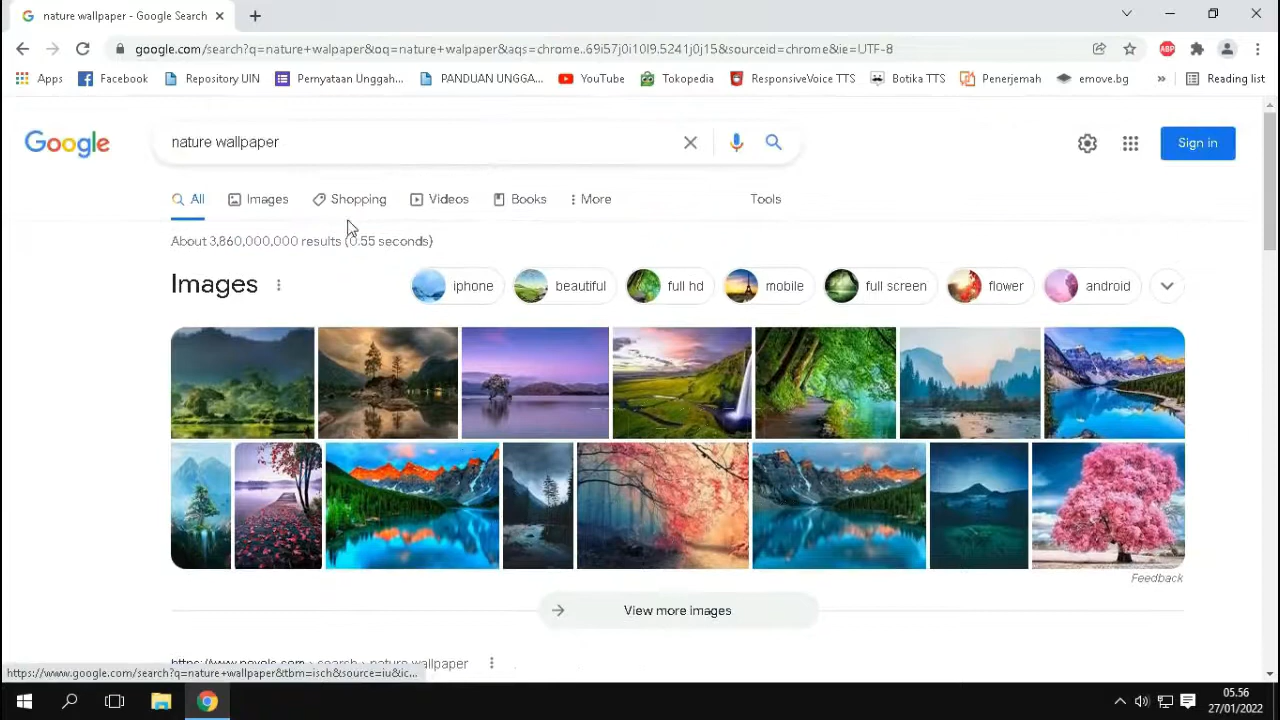 nature wallpaper - Google Search
google.com/search?q=nature+walpaper&oq=nature+walpaper&aqs=chrome..69i57j0i10l9.5241j0j15&sourceid=chrome&ie=UTF-8
ABP
Apps Facebook Repository UIN Pernyataan Unggah... PANDUAN UNGGA... YouTube Tokopedia ResponsiveVoice TTS Botika TTS Penerjemah emove.bg » Reading list
Google nature wallpaper Sign in
All Images Shopping Videos Books More Tools
About 3,860,000,000 results (0.55 seconds)
Images iphone beautiful full hd mobile full screen flower android
Feedback
View more images
nature wallpaper
https://www.google.com/search?q=nature+wallpaper&tbm=isch&source=iu&ic...
05.56
27/01/2022